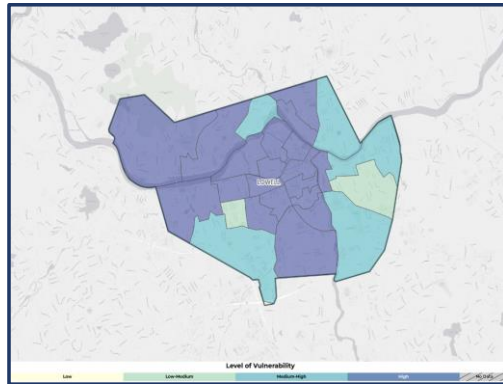 LOWELL
Level of Vulnerability
Low
Low-Medium
Medium-High
High
No Data